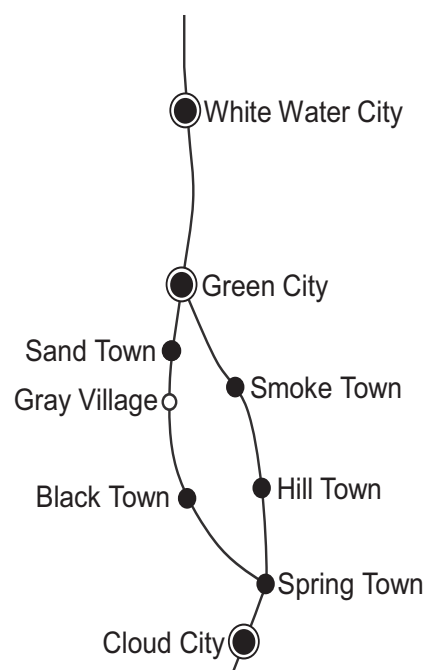 White Water City
Green City
Sand Town
Smoke Town
Gray Village
Hill Town
Black Town
Spring Town
Cloud City